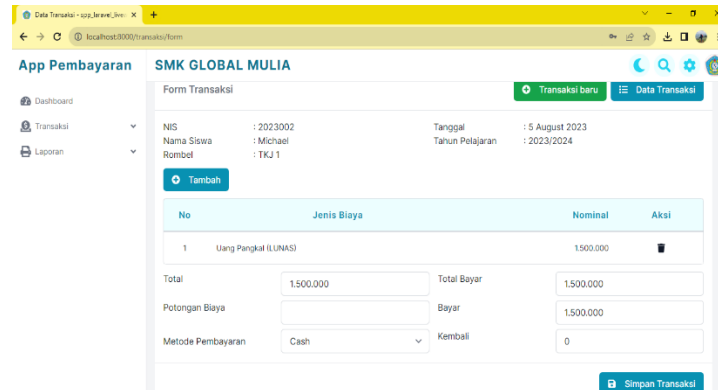 Data Transaksi - spp_laravel_live
localhost:8000/transaksi/form
App Pembayaran
SMK GLOBAL MULIA
Dashboard
Transaksi
Laporan
Form Transaksi
Transaksi baru
Data Transaksi
NIS : 2023002
Tanggal : 5 August 2023
Nama Siswa : Michael
Tahun Pelajaran : 2023/2024
Rombel : TKJ 1
Tambah
No Jenis Biaya Nominal Aksi
1 Uang Pangkal (LUNAS) 1.500.000
Total 1.500.000
Total Bayar 1.500.000
Potongan Biaya
Bayar 1.500.000
Metode Pembayaran Cash
Kembali 0
Simpan Transaksi